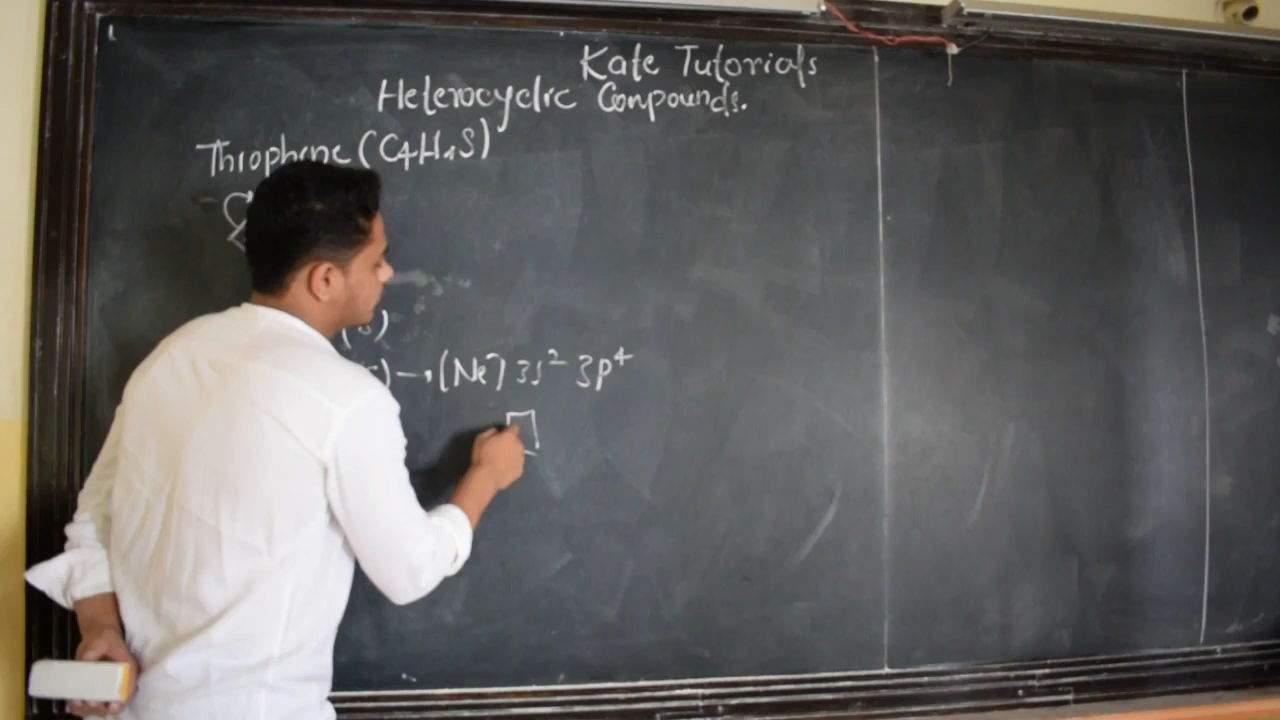 Kate Tutorials
Heterocyclic Compounds.
Thiophene (C4H4S)
→ (Ne) 3s² 3p⁴